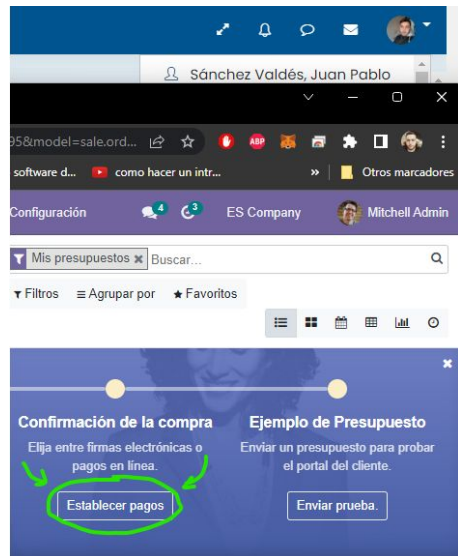 Sánchez Valdés, Juan Pablo
95&model=sale.ord...
ABP
software d...
como hacer un intr...
»
Otros marcadores
Configuración
4
3
ES Company
Mitchell Admin
Mis presupuestos
Buscar...
Filtros
Agrupar por
Favoritos
Confirmación de la compra
Elija entre firmas electrónicas o
pagos en línea.
Establecer pagos
Ejemplo de Presupuesto
Enviar un presupuesto para probar
el portal del cliente.
Enviar prueba.